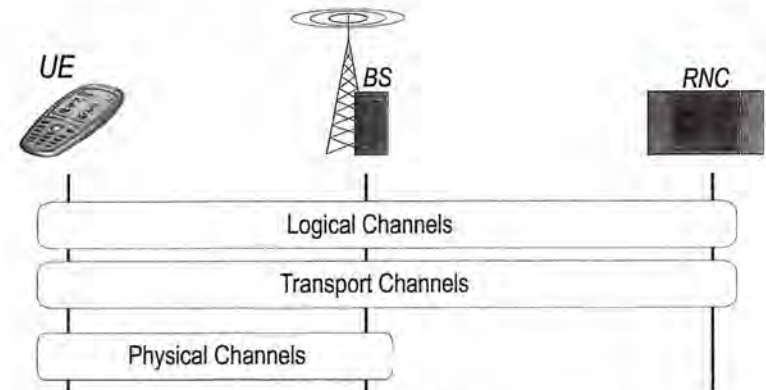 UE
BS
RNC
Logical Channels
Transport Channels
Physical Channels